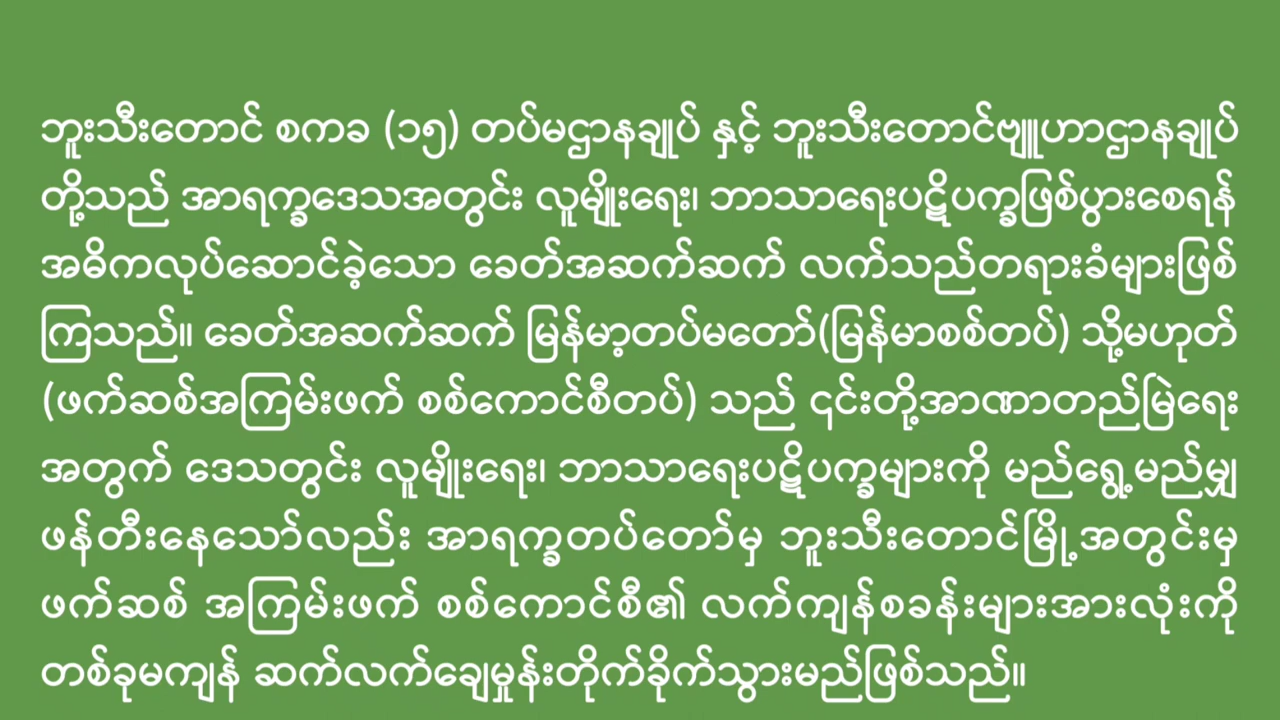 ဘူးသီးတောင် စကခ (၁၅) တပ်မဌာနချုပ် နှင့် ဘူးသီးတောင်ဗျူဟာဌာနချုပ်
တို့သည် အာရက္ခဒေသအတွင်း လူမျိုးရေး၊ ဘာသာရေးပဋိပက္ခဖြစ်ပွားစေရန်
အဓိကလုပ်ဆောင်ခဲ့သော ခေတ်အဆက်ဆက် လက်သည်တရားခံများဖြစ်
ကြသည်။ ခေတ်အဆက်ဆက် မြန်မာ့တပ်မတော်(မြန်မာစစ်တပ်) သို့မဟုတ်
(ဖက်ဆစ်အကြမ်းဖက် စစ်ကောင်စီတပ်) သည် ၎င်းတို့အာဏာတည်မြဲရေး
အတွက် ဒေသတွင်း လူမျိုးရေး၊ ဘာသာရေးပဋိပက္ခများကို မည်ရွေ့မည်မျှ
ဖန်တီးနေသော်လည်း အာရက္ခတပ်တော်မှ ဘူးသီးတောင်မြို့အတွင်းမှ
ဖက်ဆစ် အကြမ်းဖက် စစ်ကောင်စီ၏ လက်ကျန်စခန်းများအားလုံးကို
တစ်ခုမကျန် ဆက်လက်ချေမှုန်းတိုက်ခိုက်သွားမည်ဖြစ်သည်။